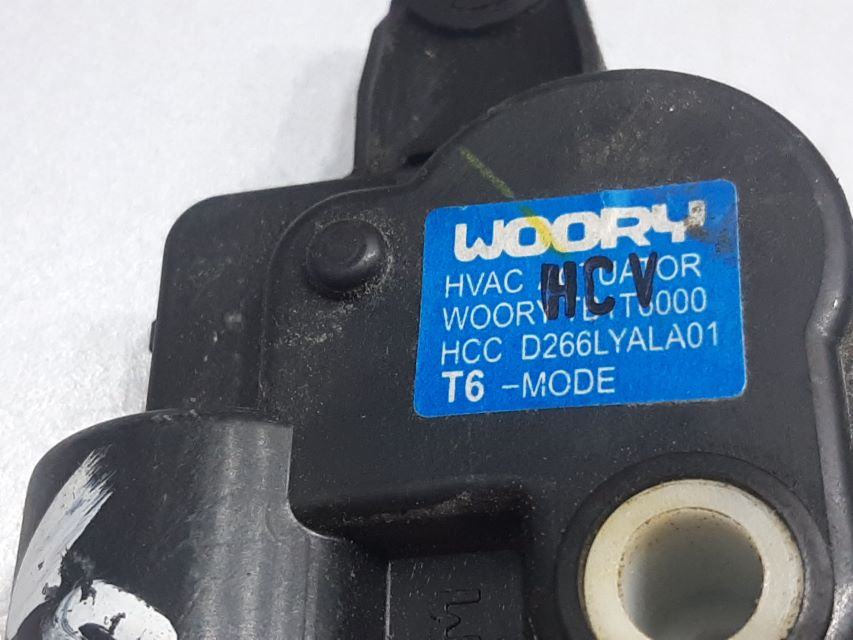 WOORY
HVAC
HCV
WOORY
HCC D266LYALA01
T6 -MODE